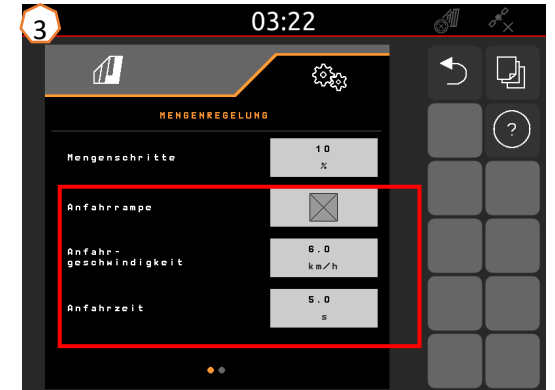 3
03:22
MENGENREGELUNG
?
Mengenschritte
10
%
Anfahrrampe
Anfahr-
geschwindigkeit
6.0
km/h
Anfahrzeit
5.0
s